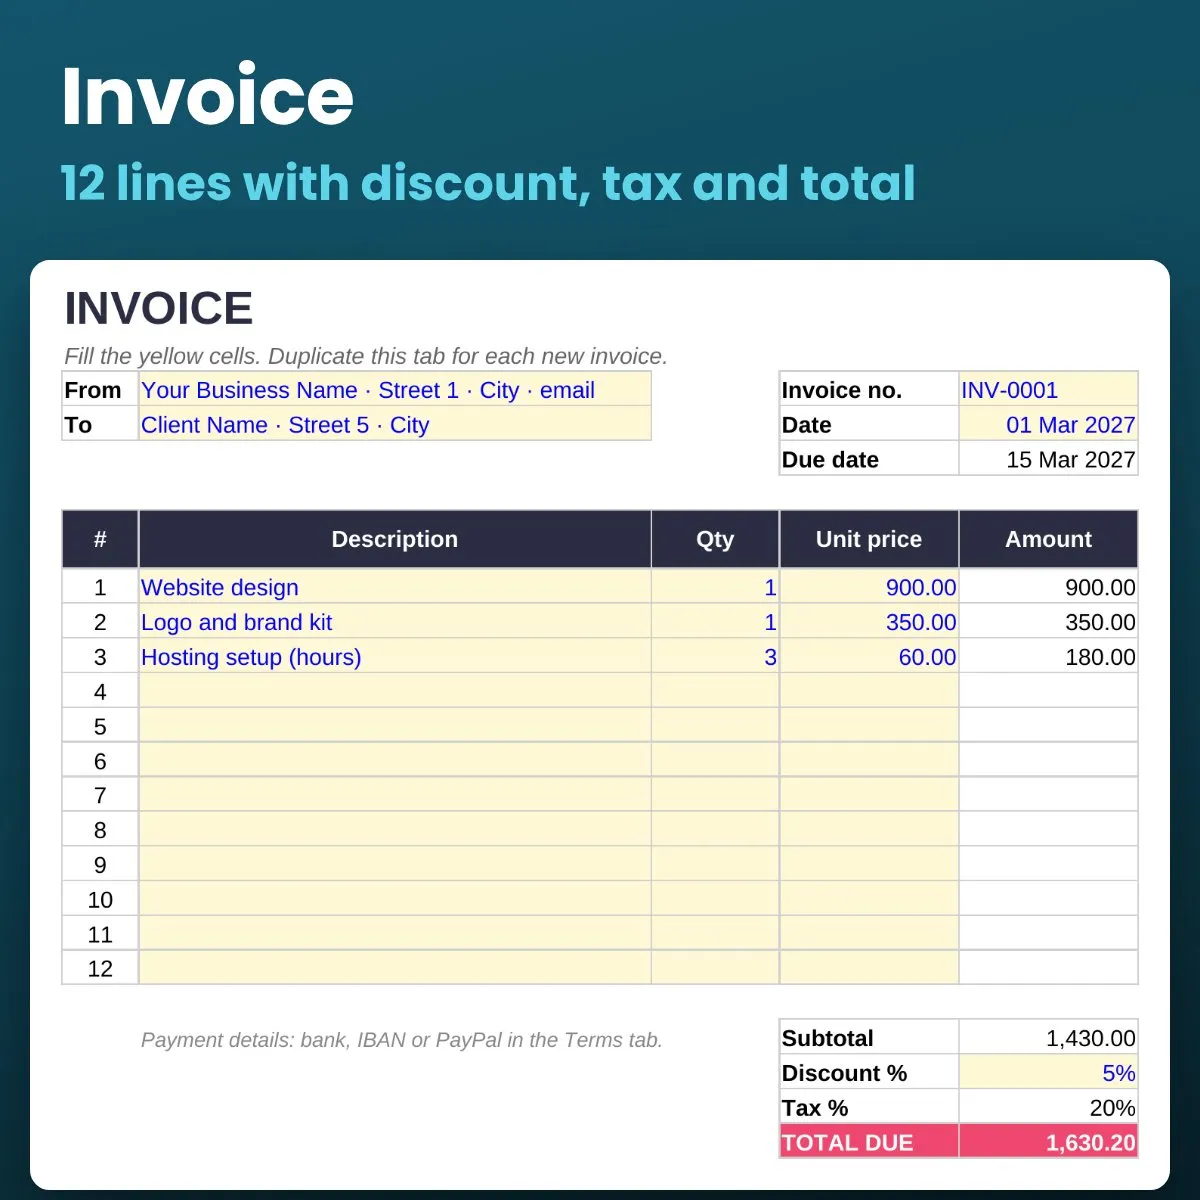 Invoice
12 lines with discount, tax and total
INVOICE
Fill the yellow cells. Duplicate this tab for each new invoice.
From Your Business Name · Street 1 · City · email Invoice no. INV-0001
To Client Name · Street 5 · City Date 01 Mar 2027
Due date 15 Mar 2027
# Description Qty Unit price Amount
1 Website design 1 900.00 900.00
2 Logo and brand kit 1 350.00 350.00
3 Hosting setup (hours) 3 60.00 180.00
4
5
6
7
8
9
10
11
12
Payment details: bank, IBAN or PayPal in the Terms tab. Subtotal 1,430.00
Discount % 5%
Tax % 20%
TOTAL DUE 1,630.20